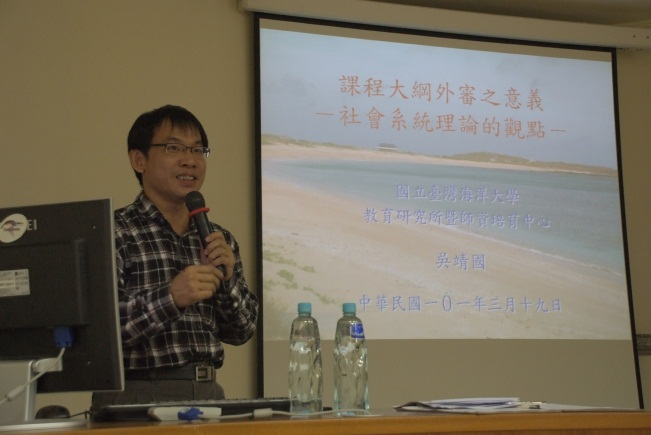 課程大綱外審之意義
－社會系統理論的觀點－
國立臺灣海洋大學
教育研究所暨師資培育中心
吳靖國
中華民國一０一年三月十九日